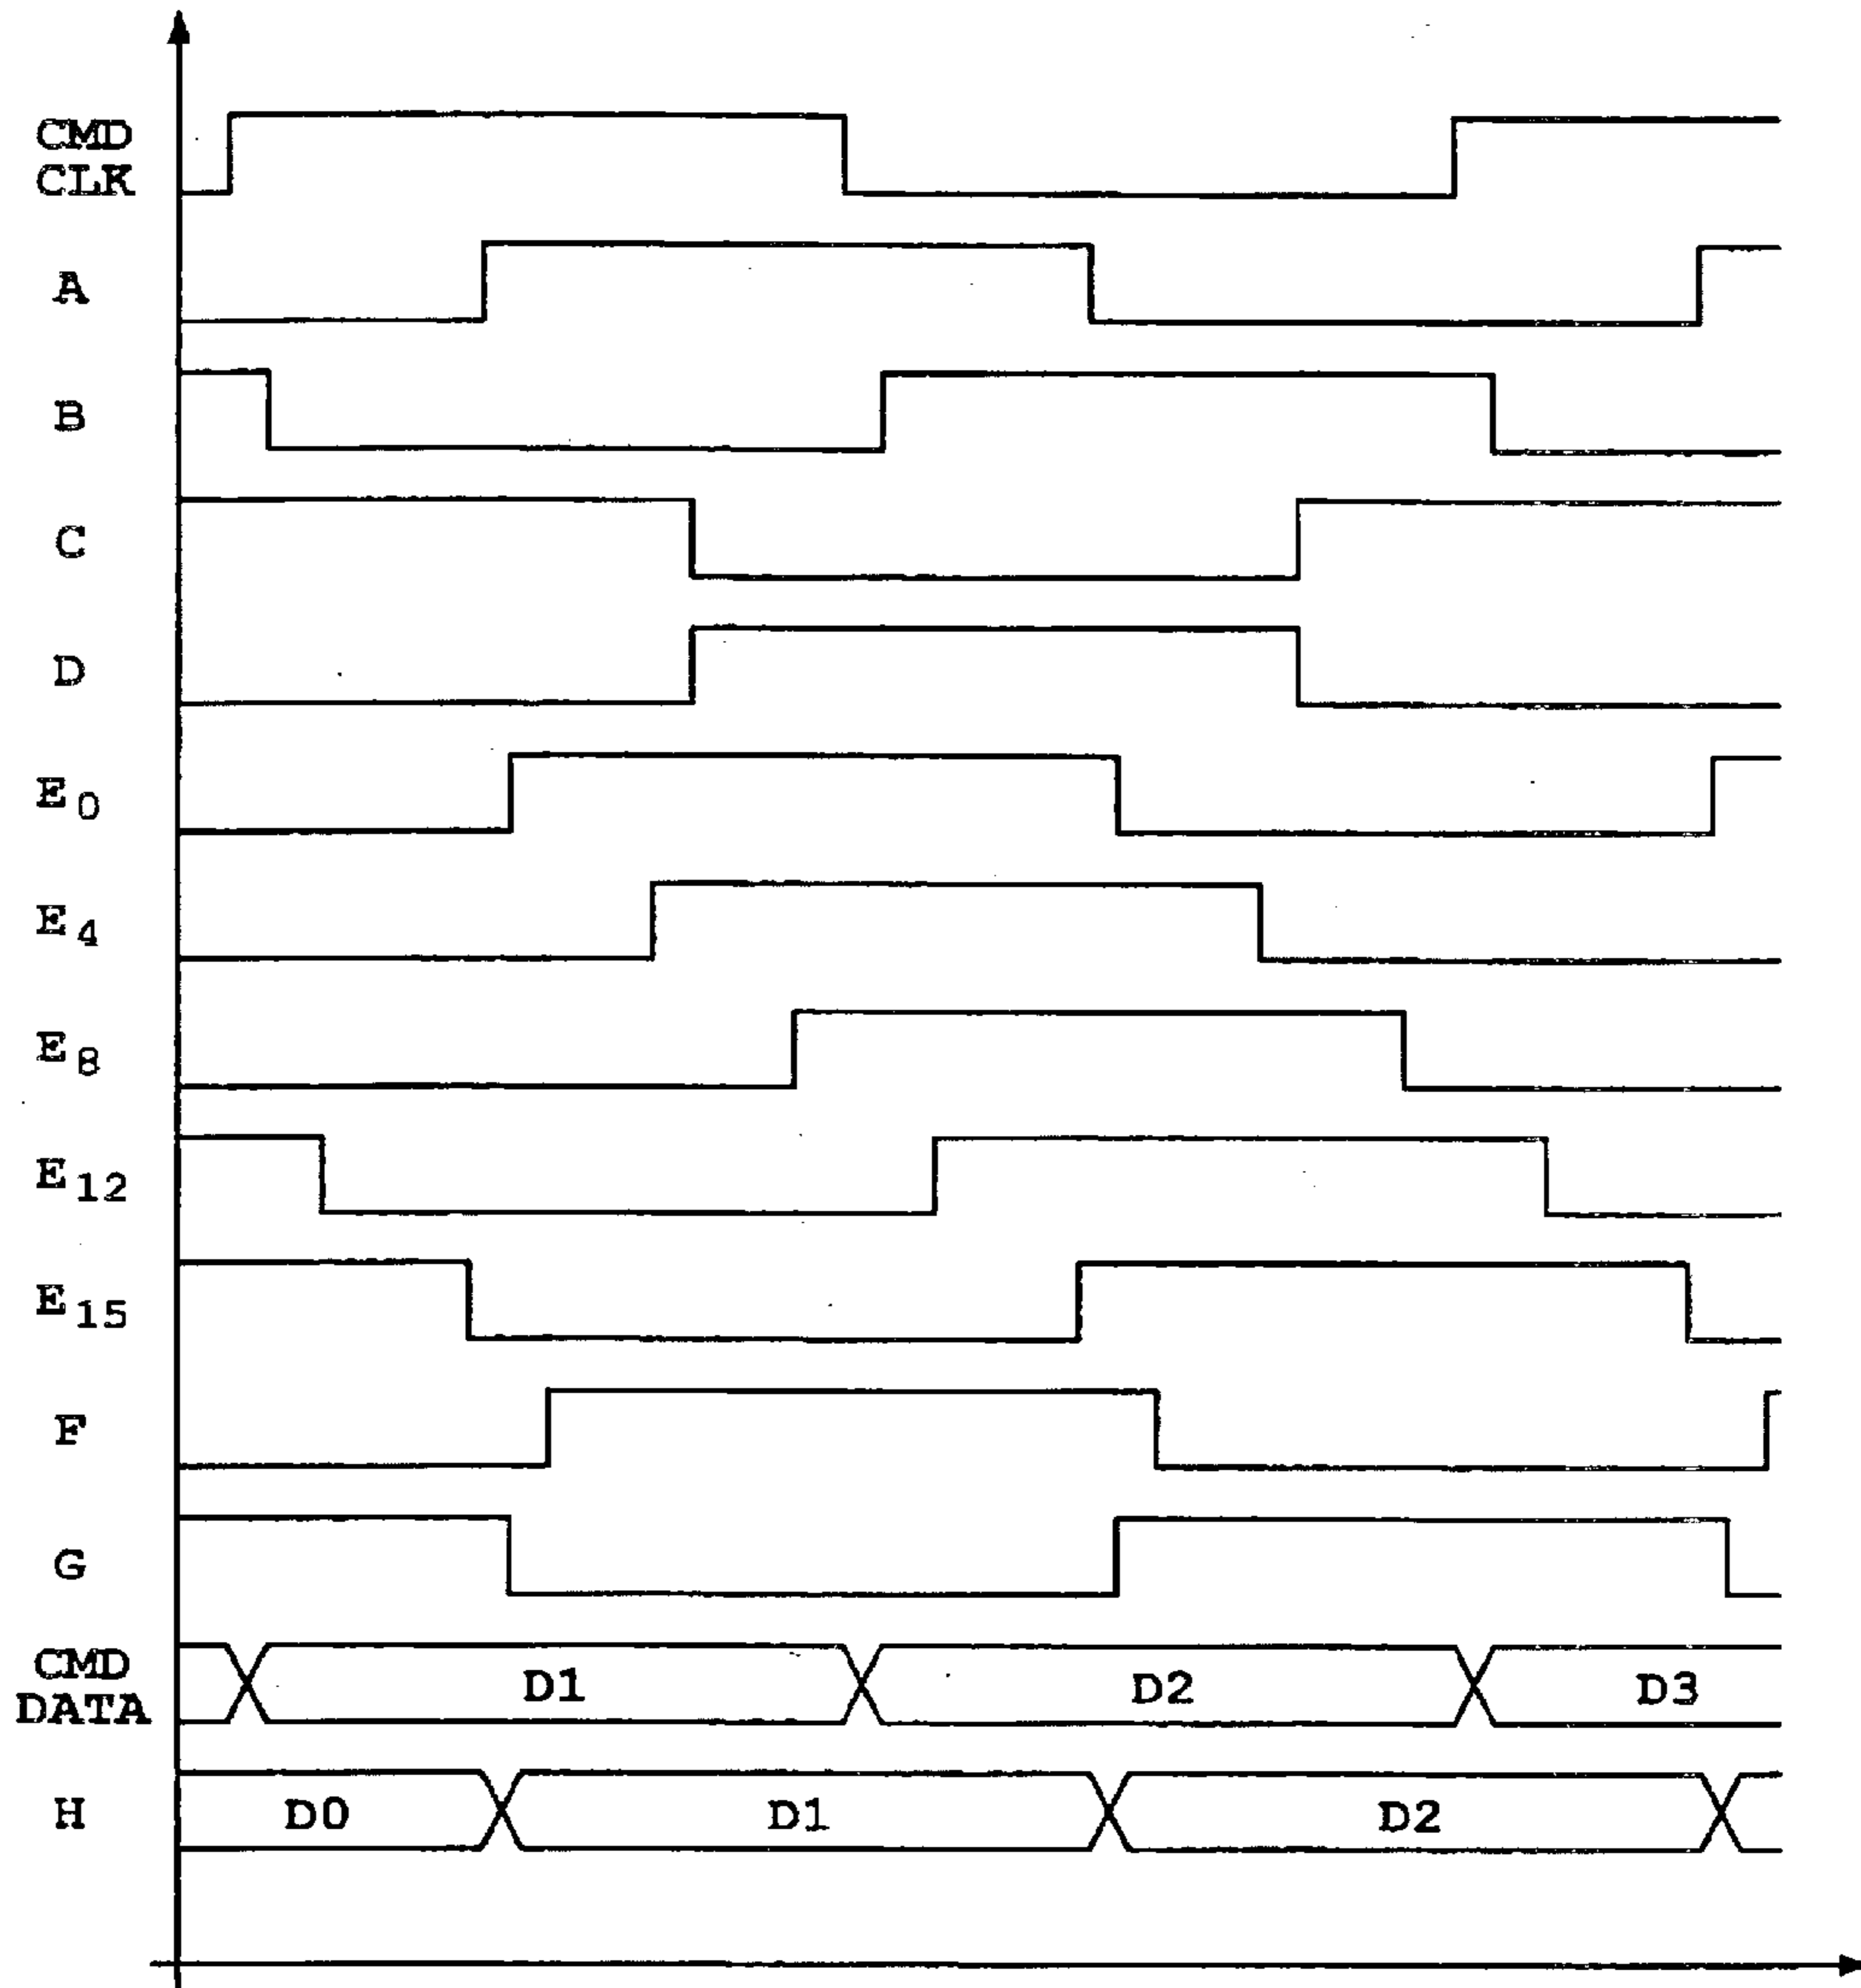 CMD
CLK
A
B
C
D
E0
E4
E8
E12
E15
F
G
CMD
DATA
D1 D2 D3
H
D0 D1 D2